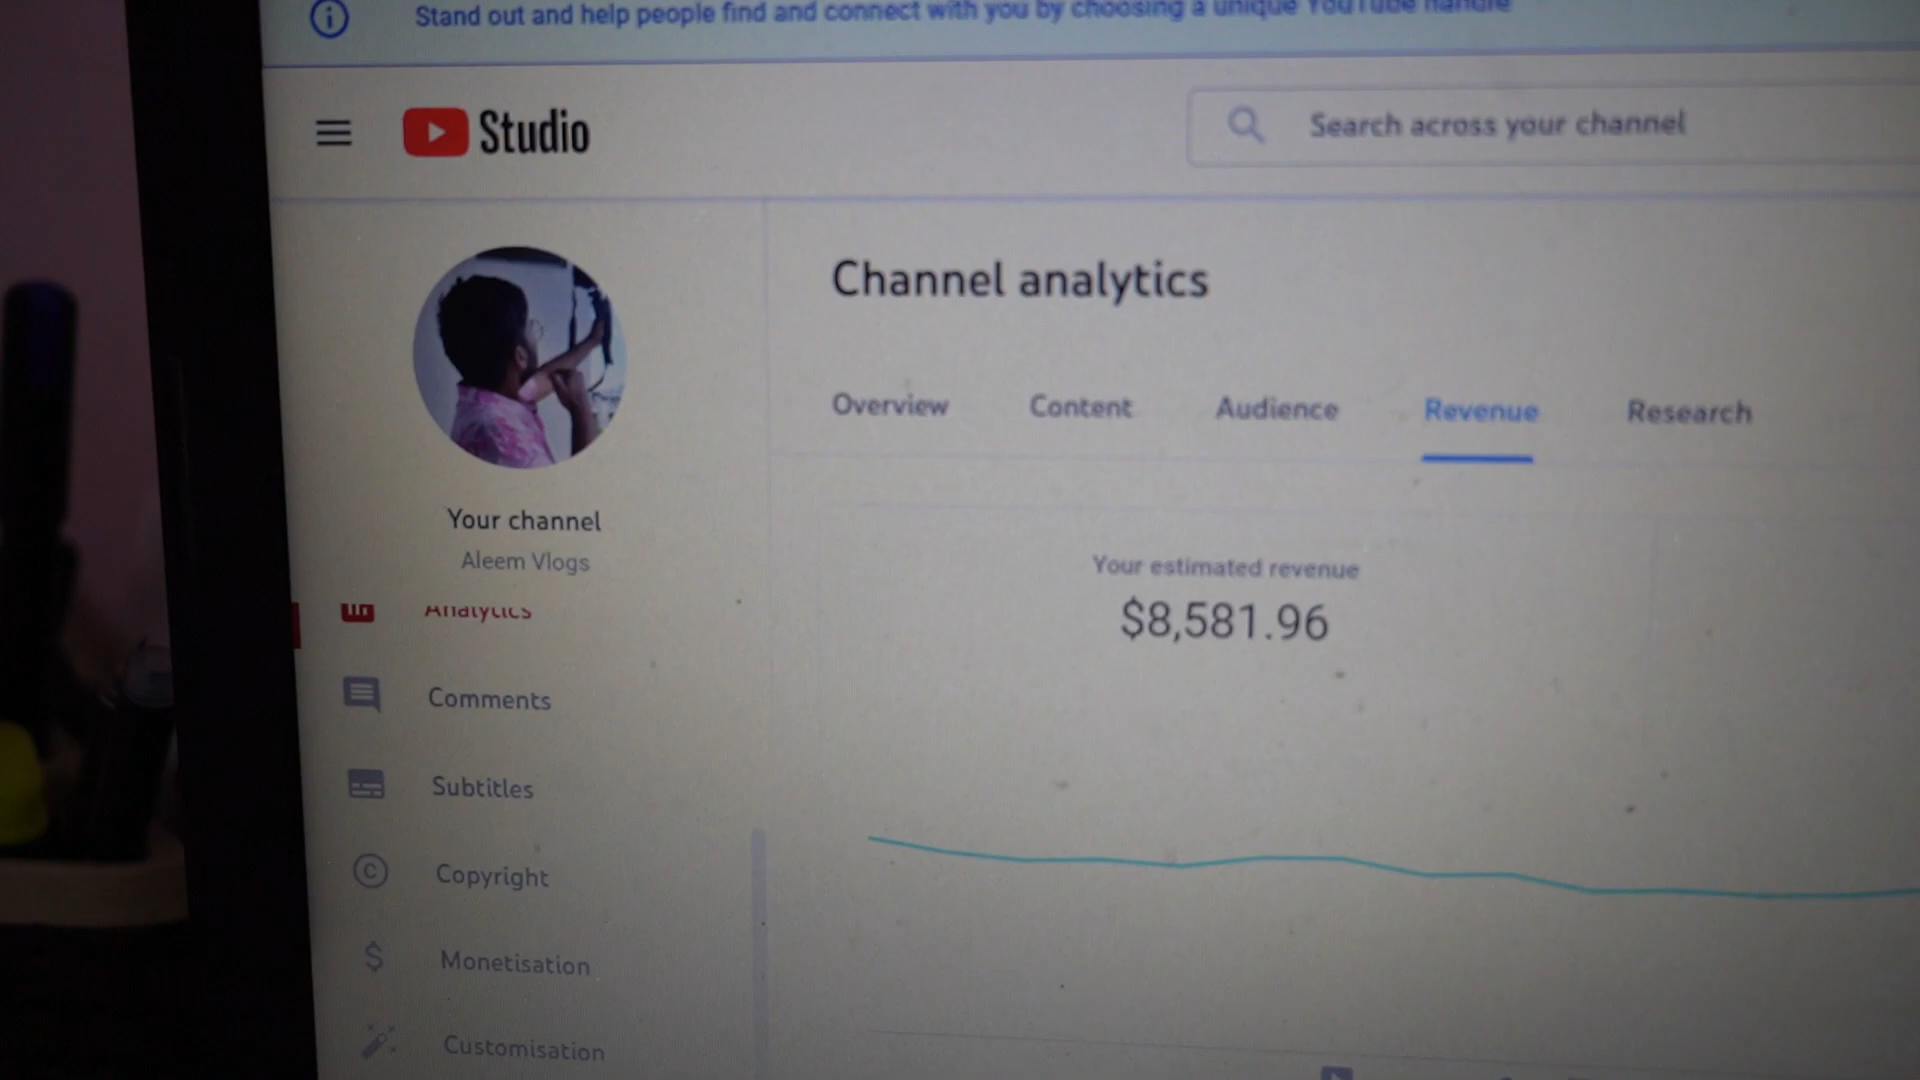 Stand out and help people find and connect with you by choosing a unique YouTube handle
Studio
Search across your channel
Channel analytics
Overview
Content
Audience
Revenue
Research
Your channel
Aleem Vlogs
Your estimated revenue
$8,581.96
Analytics
Comments
Subtitles
Copyright
Monetisation
Customisation